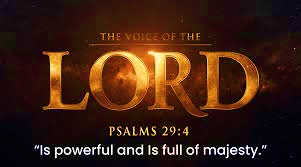 THE VOICE OF THE
LORD
PSALMS 29:4
“Is powerful and Is full of majesty.”